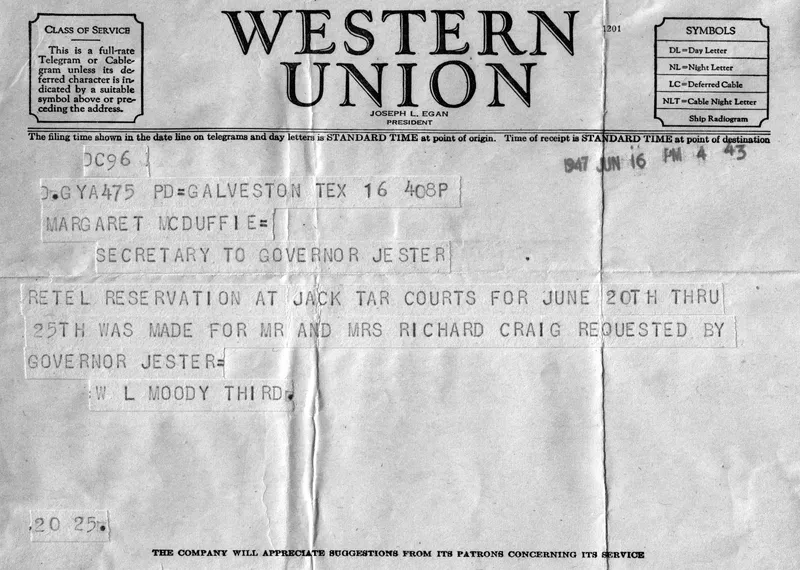 CLASS OF SERVICE
This is a full-rate
Telegram or Cable-
gram unless its de-
ferred character is in-
dicated by a suitable
symbol above or pre-
ceding the address.
WESTERN
UNION
JOSEPH L. EGAN
PRESIDENT
1201
SYMBOLS
DL=Day Letter
NL=Night Letter
LC=Deferred Cable
NLT=Cable Night Letter
Ship Radiogram
The filing time shown in the date line on telegrams and day letters is STANDARD TIME at point of origin. Time of receipt is STANDARD TIME at point of destination
DC96
1947 JUN 16 PM 4 43
D.GYA475 PD=GALVESTON TEX 16 408P
MARGARET MCDUFFIE=
SECRETARY TO GOVERNOR JESTER
RETEL RESERVATION AT JACK TAR COURTS FOR JUNE 20TH THRU
25TH WAS MADE FOR MR AND MRS RICHARD CRAIG REQUESTED BY
GOVERNOR JESTER=
W L MOODY THIRD.
.20 25.
THE COMPANY WILL APPRECIATE SUGGESTIONS FROM ITS PATRONS CONCERNING ITS SERVICE